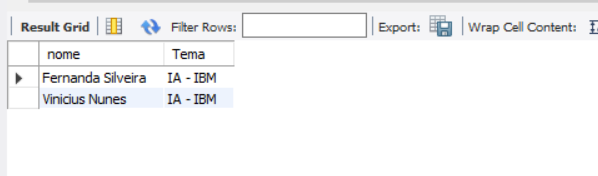 Result Grid Filter Rows: Export: Wrap Cell Content:
nome Tema
Fernanda Silveira IA - IBM
Vinicius Nunes IA - IBM